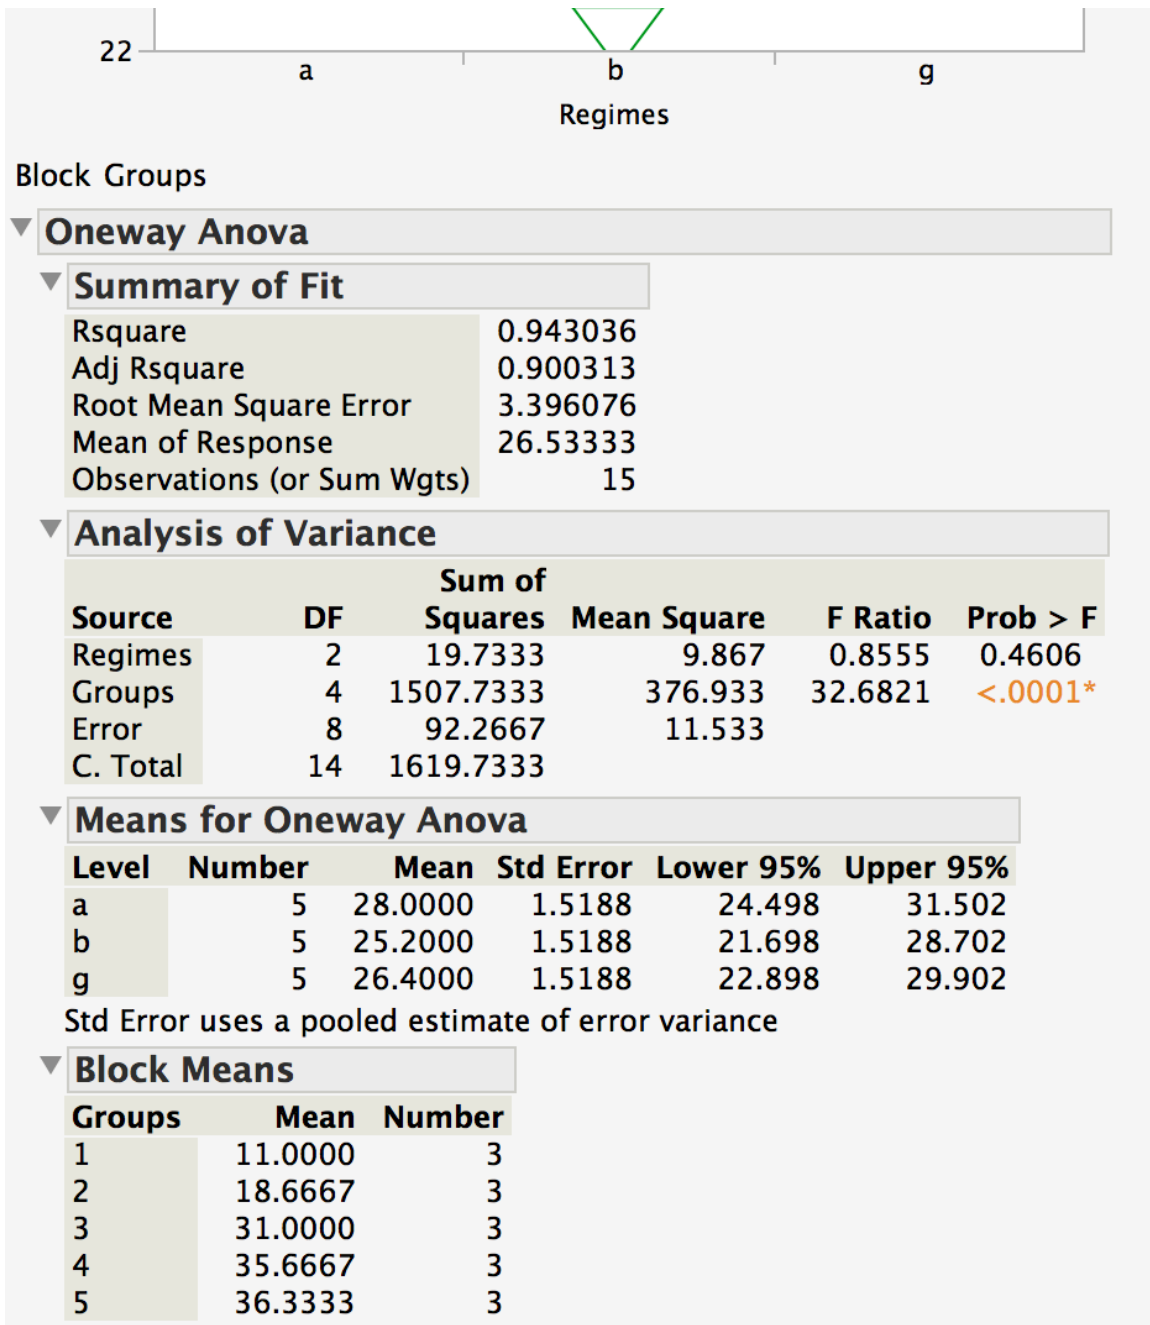 22
a b g
Regimes
Block Groups
Oneway Anova
Summary of Fit
Rsquare 0.943036
Adj Rsquare 0.900313
Root Mean Square Error 3.396076
Mean of Response 26.53333
Observations (or Sum Wgts) 15
Analysis of Variance
Sum of
Source DF Squares Mean Square F Ratio Prob > F
Regimes 2 19.7333 9.867 0.8555 0.4606
Groups 4 1507.7333 376.933 32.6821 <.0001*
Error 8 92.2667 11.533
C. Total 14 1619.7333
Means for Oneway Anova
Level Number Mean Std Error Lower 95% Upper 95%
a 5 28.0000 1.5188 24.498 31.502
b 5 25.2000 1.5188 21.698 28.702
g 5 26.4000 1.5188 22.898 29.902
Std Error uses a pooled estimate of error variance
Block Means
Groups Mean Number
1 11.0000 3
2 18.6667 3
3 31.0000 3
4 35.6667 3
5 36.3333 3